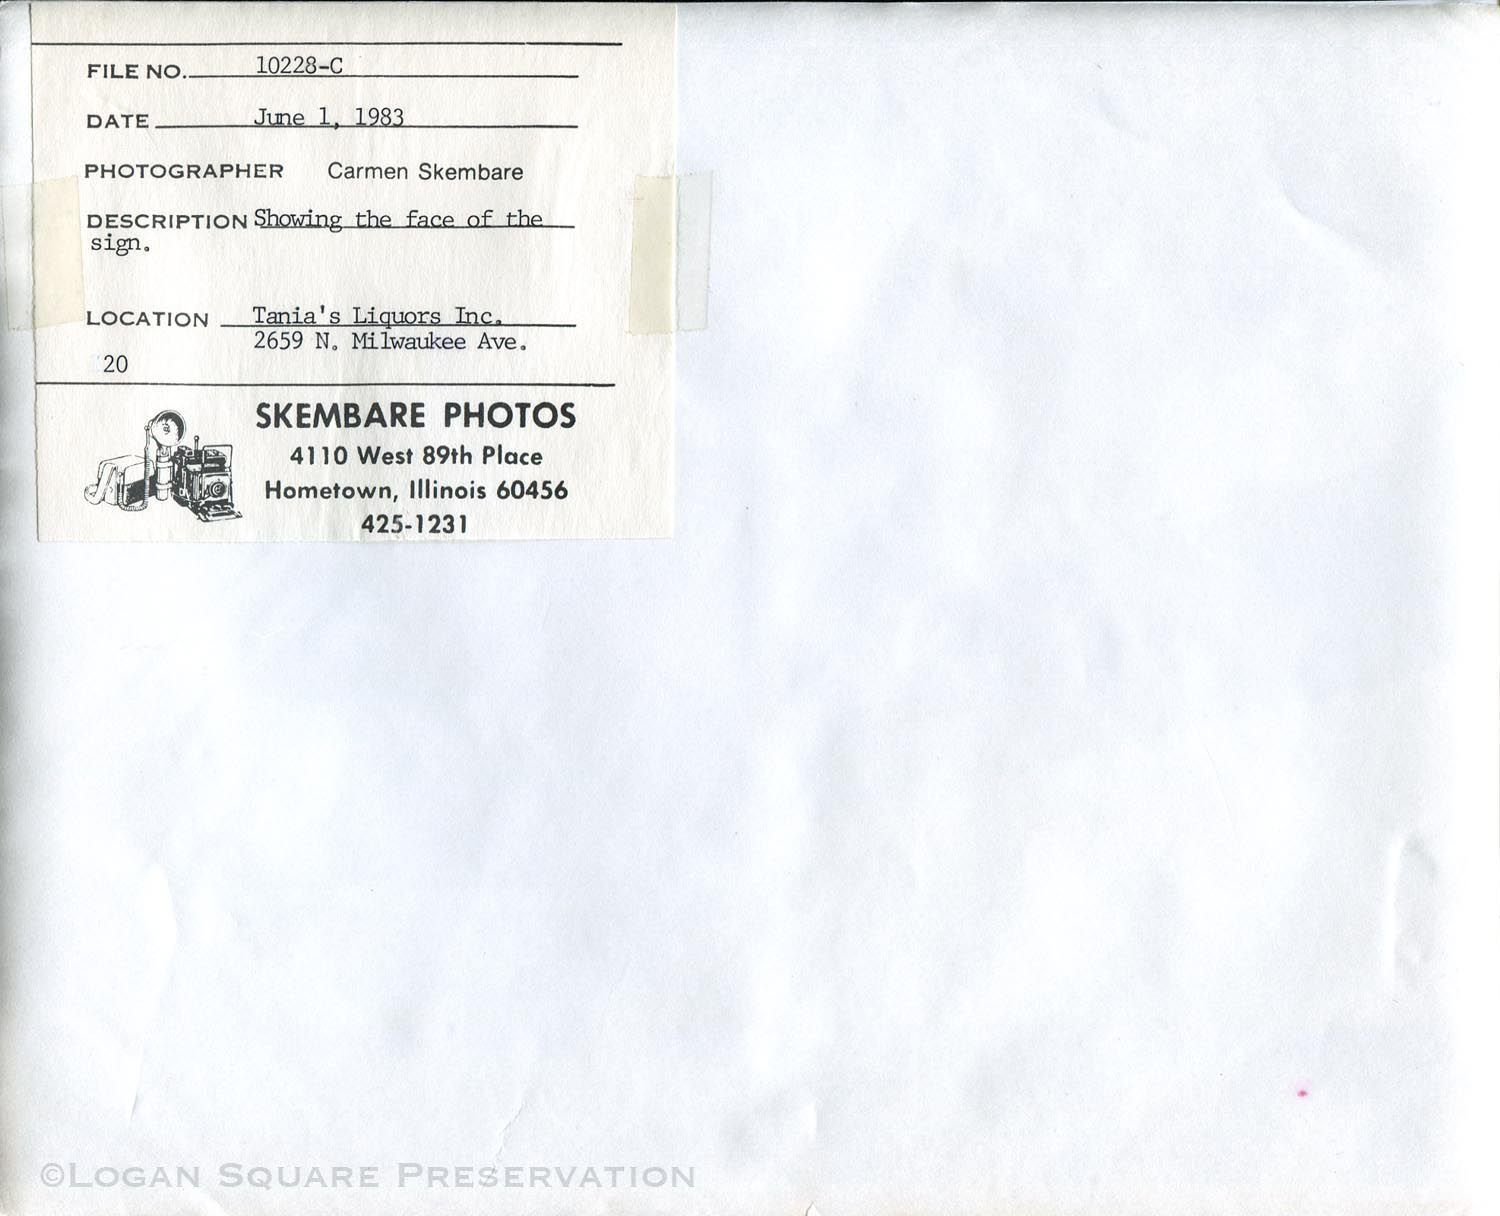 FILE NO. 10228-C
DATE June 1, 1983
PHOTOGRAPHER Carmen Skembare
DESCRIPTION Showing the face of the
sign.
LOCATION Tania's Liquors Inc.
2659 N. Milwaukee Ave.
20
SKEMBARE PHOTOS
4110 West 89th Place
Hometown, Illinois 60456
425-1231
©LOGAN SQUARE PRESERVATION